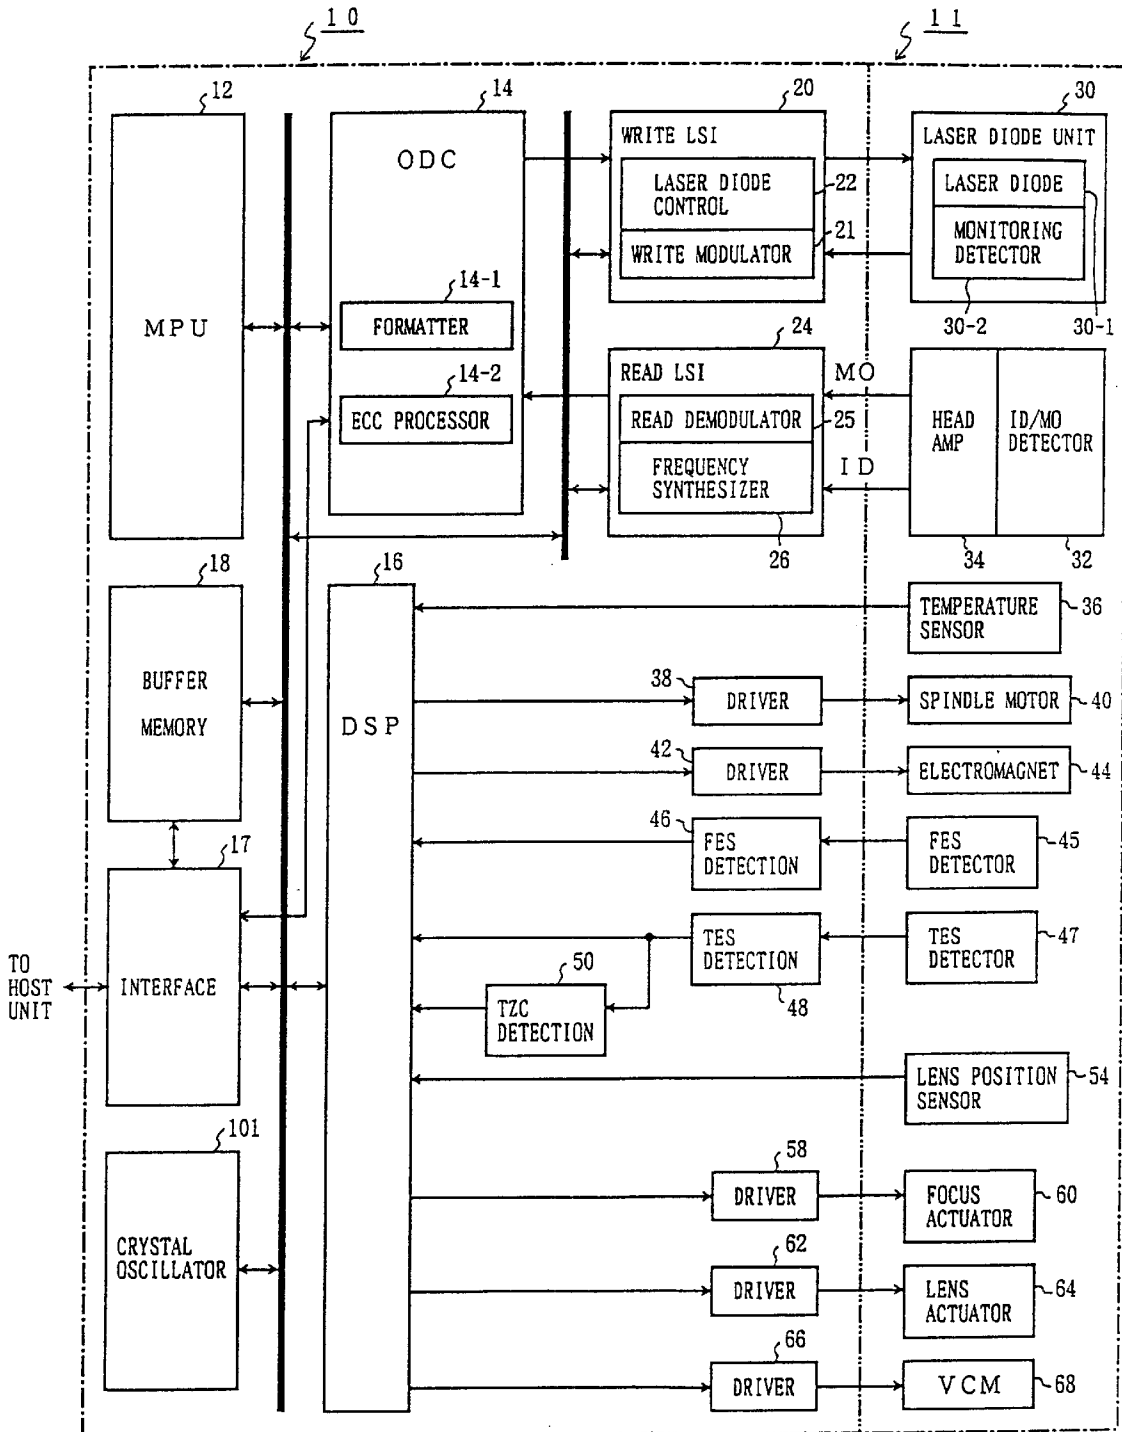 10
11
12
14
20
30
MPU
ODC
WRITE LSI
LASER DIODE
CONTROL
22
WRITE MODULATOR
21
LASER DIODE UNIT
LASER DIODE
MONITORING
DETECTOR
30-2
30-1
14-1
FORMATTER
14-2
ECC PROCESSOR
24
READ LSI
READ DEMODULATOR
25
FREQUENCY
SYNTHESIZER
26
MO
ID
HEAD
AMP
ID/MO
DETECTOR
34
32
18
BUFFER
MEMORY
16
DSP
TEMPERATURE
SENSOR
36
38
DRIVER
SPINDLE MOTOR
40
42
DRIVER
ELECTROMAGNET
44
46
FES
DETECTION
FES
DETECTOR
45
17
TO
HOST
UNIT
INTERFACE
TES
DETECTION
48
TES
DETECTOR
47
50
TZC
DETECTION
LENS POSITION
SENSOR
54
101
CRYSTAL
OSCILLATOR
58
DRIVER
FOCUS
ACTUATOR
60
62
DRIVER
LENS
ACTUATOR
64
66
DRIVER
VCM
68